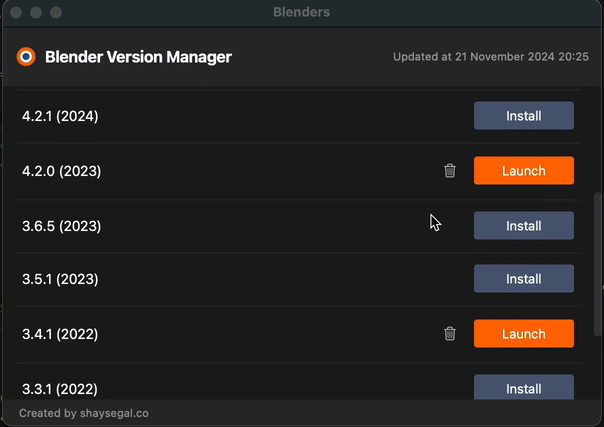 Blenders
Blender Version Manager
Updated at 21 November 2024 20:25
4.2.1 (2024)
Install
4.2.0 (2023)
Launch
3.6.5 (2023)
Install
3.5.1 (2023)
Install
3.4.1 (2022)
Launch
3.3.1 (2022)
Install
Created by shaysegal.co